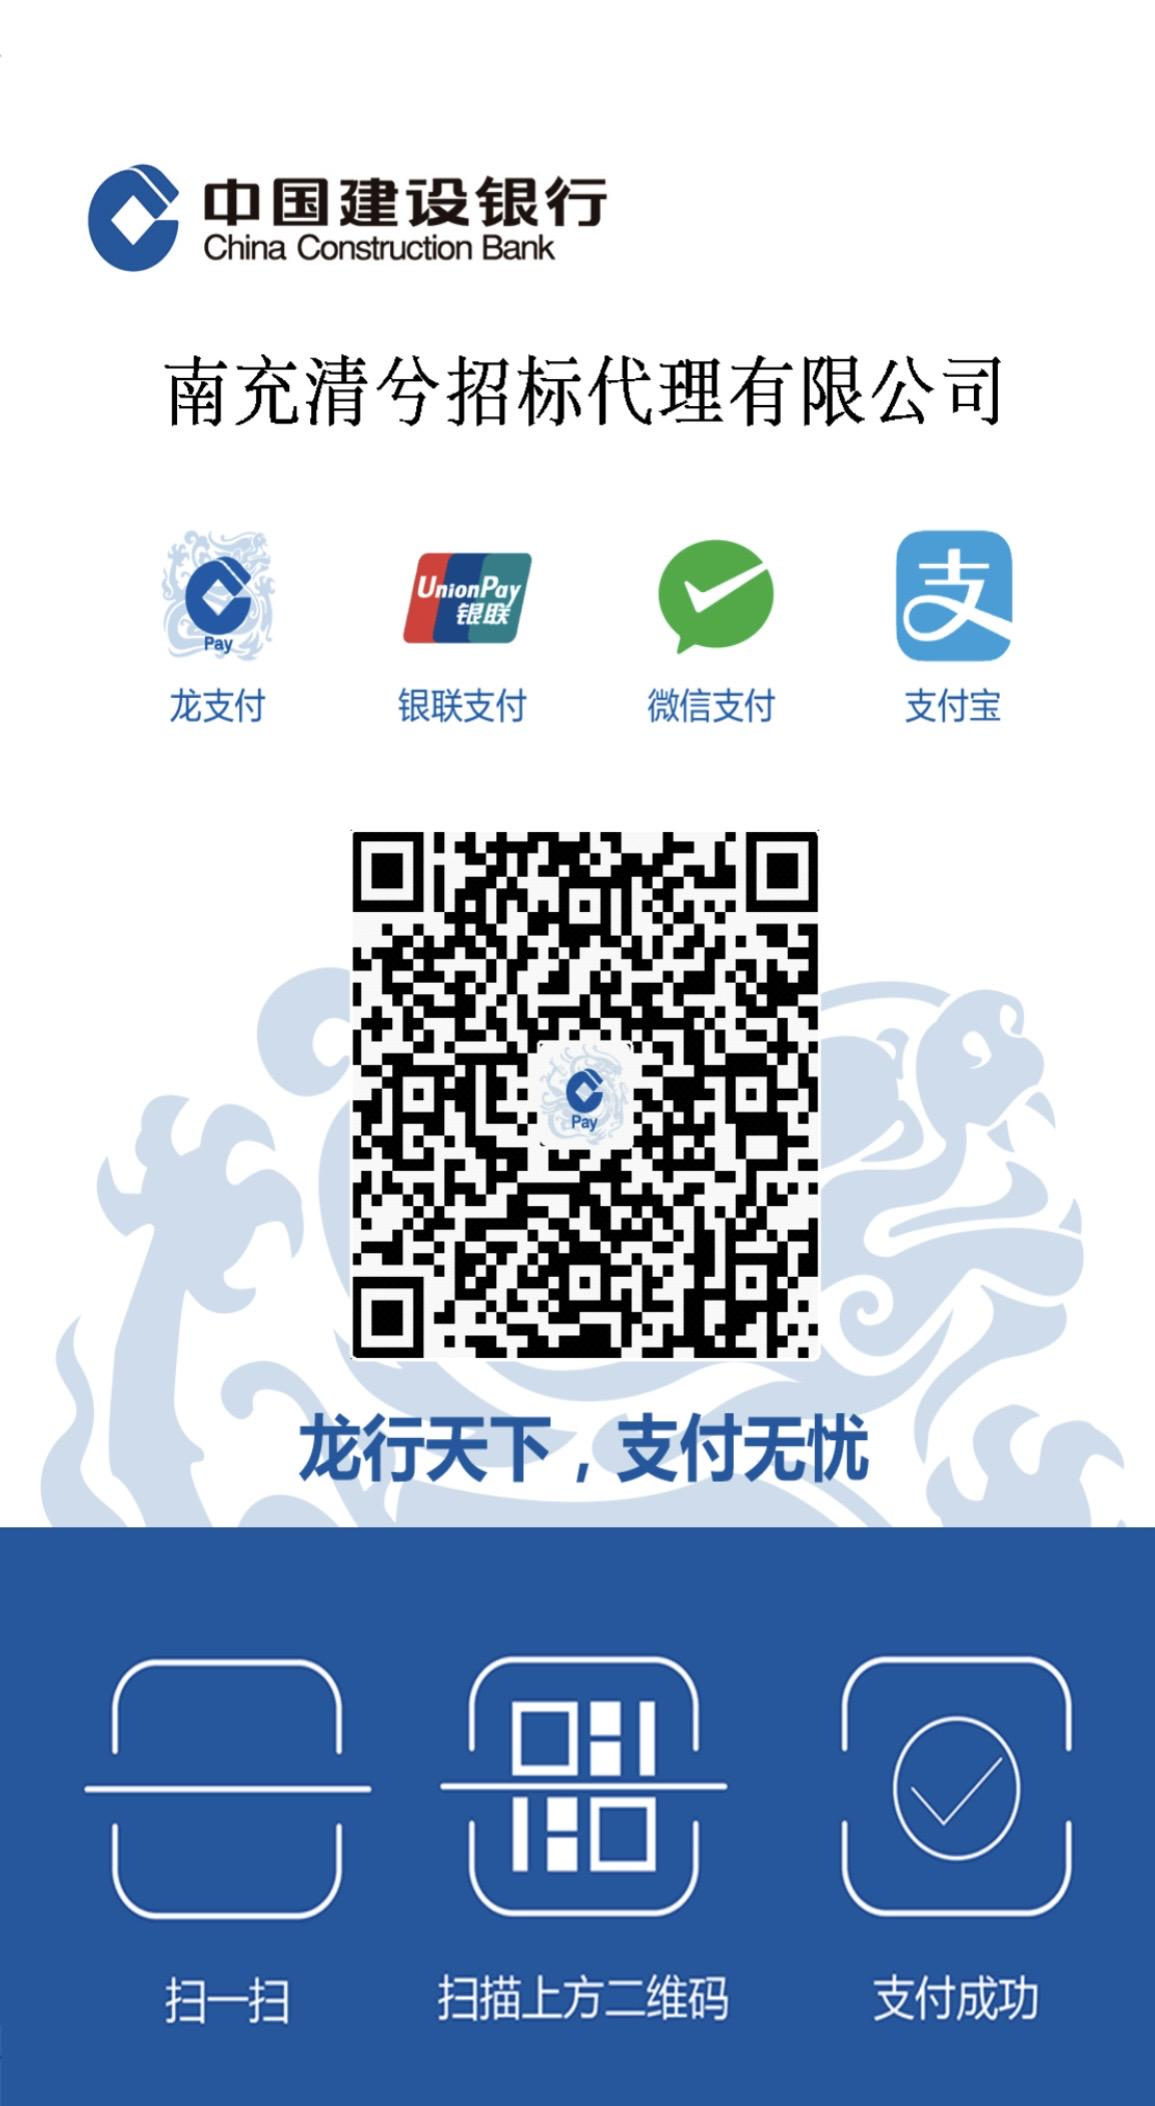 中国建设银行
China Construction Bank
南充清兮招标代理有限公司
Pay
UnionPay
银联
支
龙支付 银联支付 微信支付 支付宝
Pay
龙行天下，支付无忧
扫一扫 扫描上方二维码 支付成功